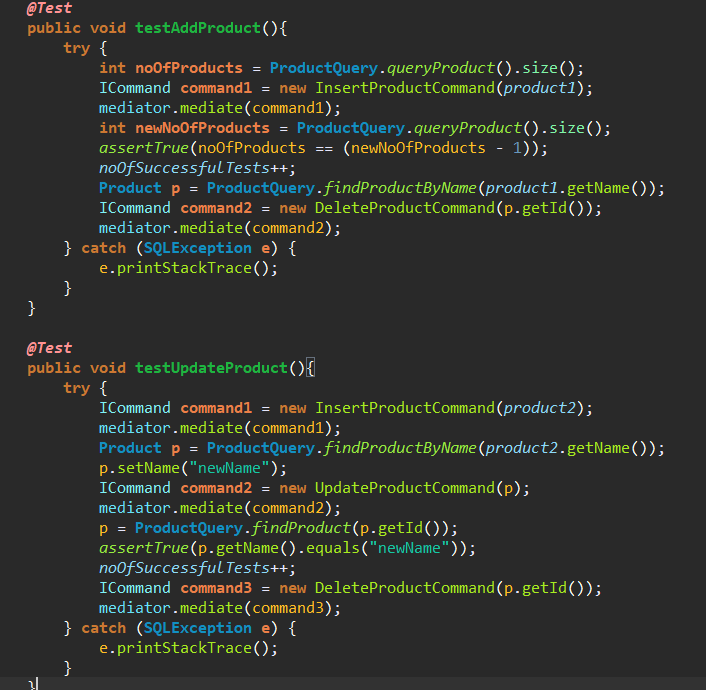 @Test
public void testAddProduct(){
    try {
        int noOfProducts = ProductQuery.queryProduct().size();
        ICommand command1 = new InsertProductCommand(product1);
        mediator.mediate(command1);
        int newNoOfProducts = ProductQuery.queryProduct().size();
        assertTrue(noOfProducts == (newNoOfProducts - 1));
        noOfSuccessfulTests++;
        Product p = ProductQuery.findProductByName(product1.getName());
        ICommand command2 = new DeleteProductCommand(p.getId());
        mediator.mediate(command2);
    } catch (SQLException e) {
        e.printStackTrace();
    }
}

@Test
public void testUpdateProduct(){
    try {
        ICommand command1 = new InsertProductCommand(product2);
        mediator.mediate(command1);
        Product p = ProductQuery.findProductByName(product2.getName());
        p.setName("newName");
        ICommand command2 = new UpdateProductCommand(p);
        mediator.mediate(command2);
        p = ProductQuery.findProduct(p.getId());
        assertTrue(p.getName().equals("newName"));
        noOfSuccessfulTests++;
        ICommand command3 = new DeleteProductCommand(p.getId());
        mediator.mediate(command3);
    } catch (SQLException e) {
        e.printStackTrace();
    }
}